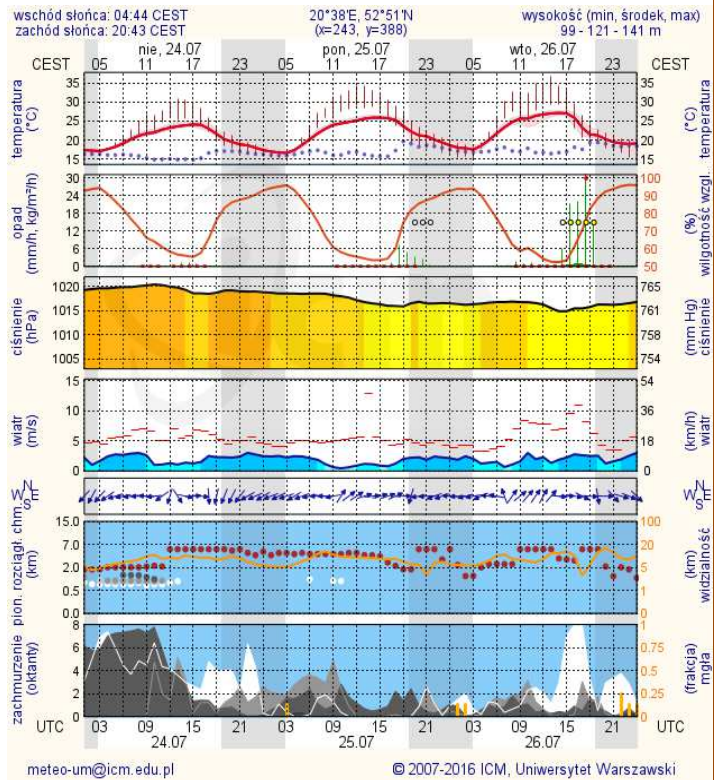 wschód słońca: 04:44 CEST 20°38'E, 52°51'N wysokość (min, środek, max)
zachód słońca: 20:43 CEST (x=243, y=388) 99 - 121 - 141 m
nie, 24.07 pon, 25.07 wto, 26.07
CEST 05 11 17 23 05 11 17 23 05 11 17 23 CEST
temperatura (°C)
35 30 25 20 15
35 30 25 20 15
temperatura (°C)
opad (mm/h, kg/m²/h)
30 24 18 12 6 0
100 90 80 70 60 50
wilgotność wzgl. (%)
ciśnienie (hPa)
1020 1015 1010 1005
765 761 758 754
(mm Hg) ciśnienie
wiatr (m/s)
15 10 5 0
54 36 18 0
(km/h) wiatr
N W E S
N W E S
pion. rozciągł. chm. (km)
15.0 7.0 2.0 0.5 0.0
100 20 5 1 0
(km) widzialność
zachmurzenie (oktanty)
8 6 4 2 0
1 0.75 0.5 0.25 0
(frakcja) mgła
UTC 03 09 15 21 03 09 15 21 03 09 15 21 UTC
24.07 25.07 26.07
meteo-um@icm.edu.pl © 2007-2016 ICM, Uniwersytet Warszawski